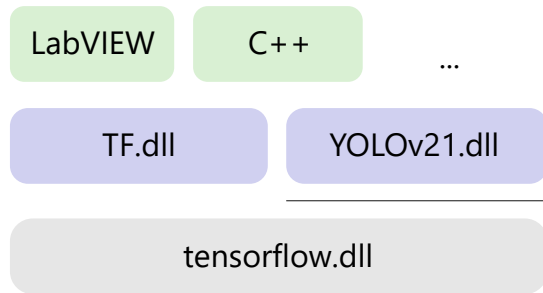 LabVIEW
C++
...
TF.dll
YOLOv21.dll
tensorflow.dll